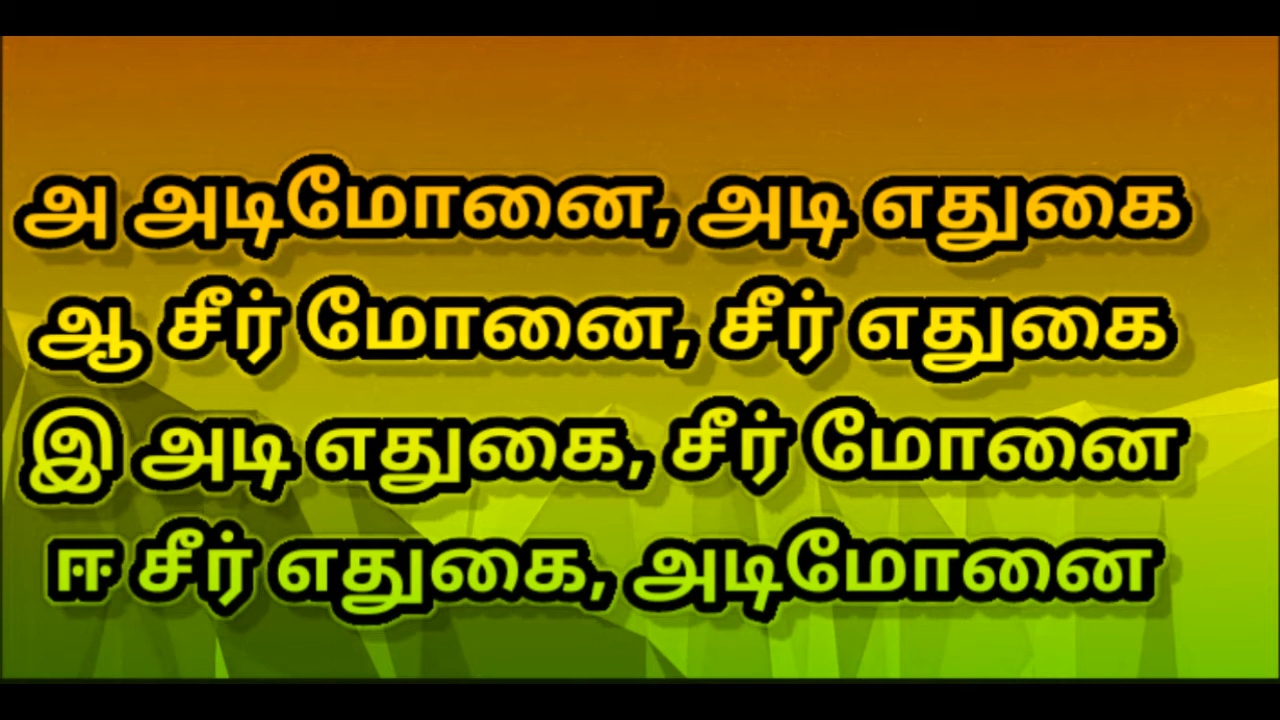 அ அடிமோனை, அடி எதுகை
ஆ சீர் மோனை, சீர் எதுகை
இ அடி எதுகை, சீர் மோனை
ஈ சீர் எதுகை, அடிமோனை